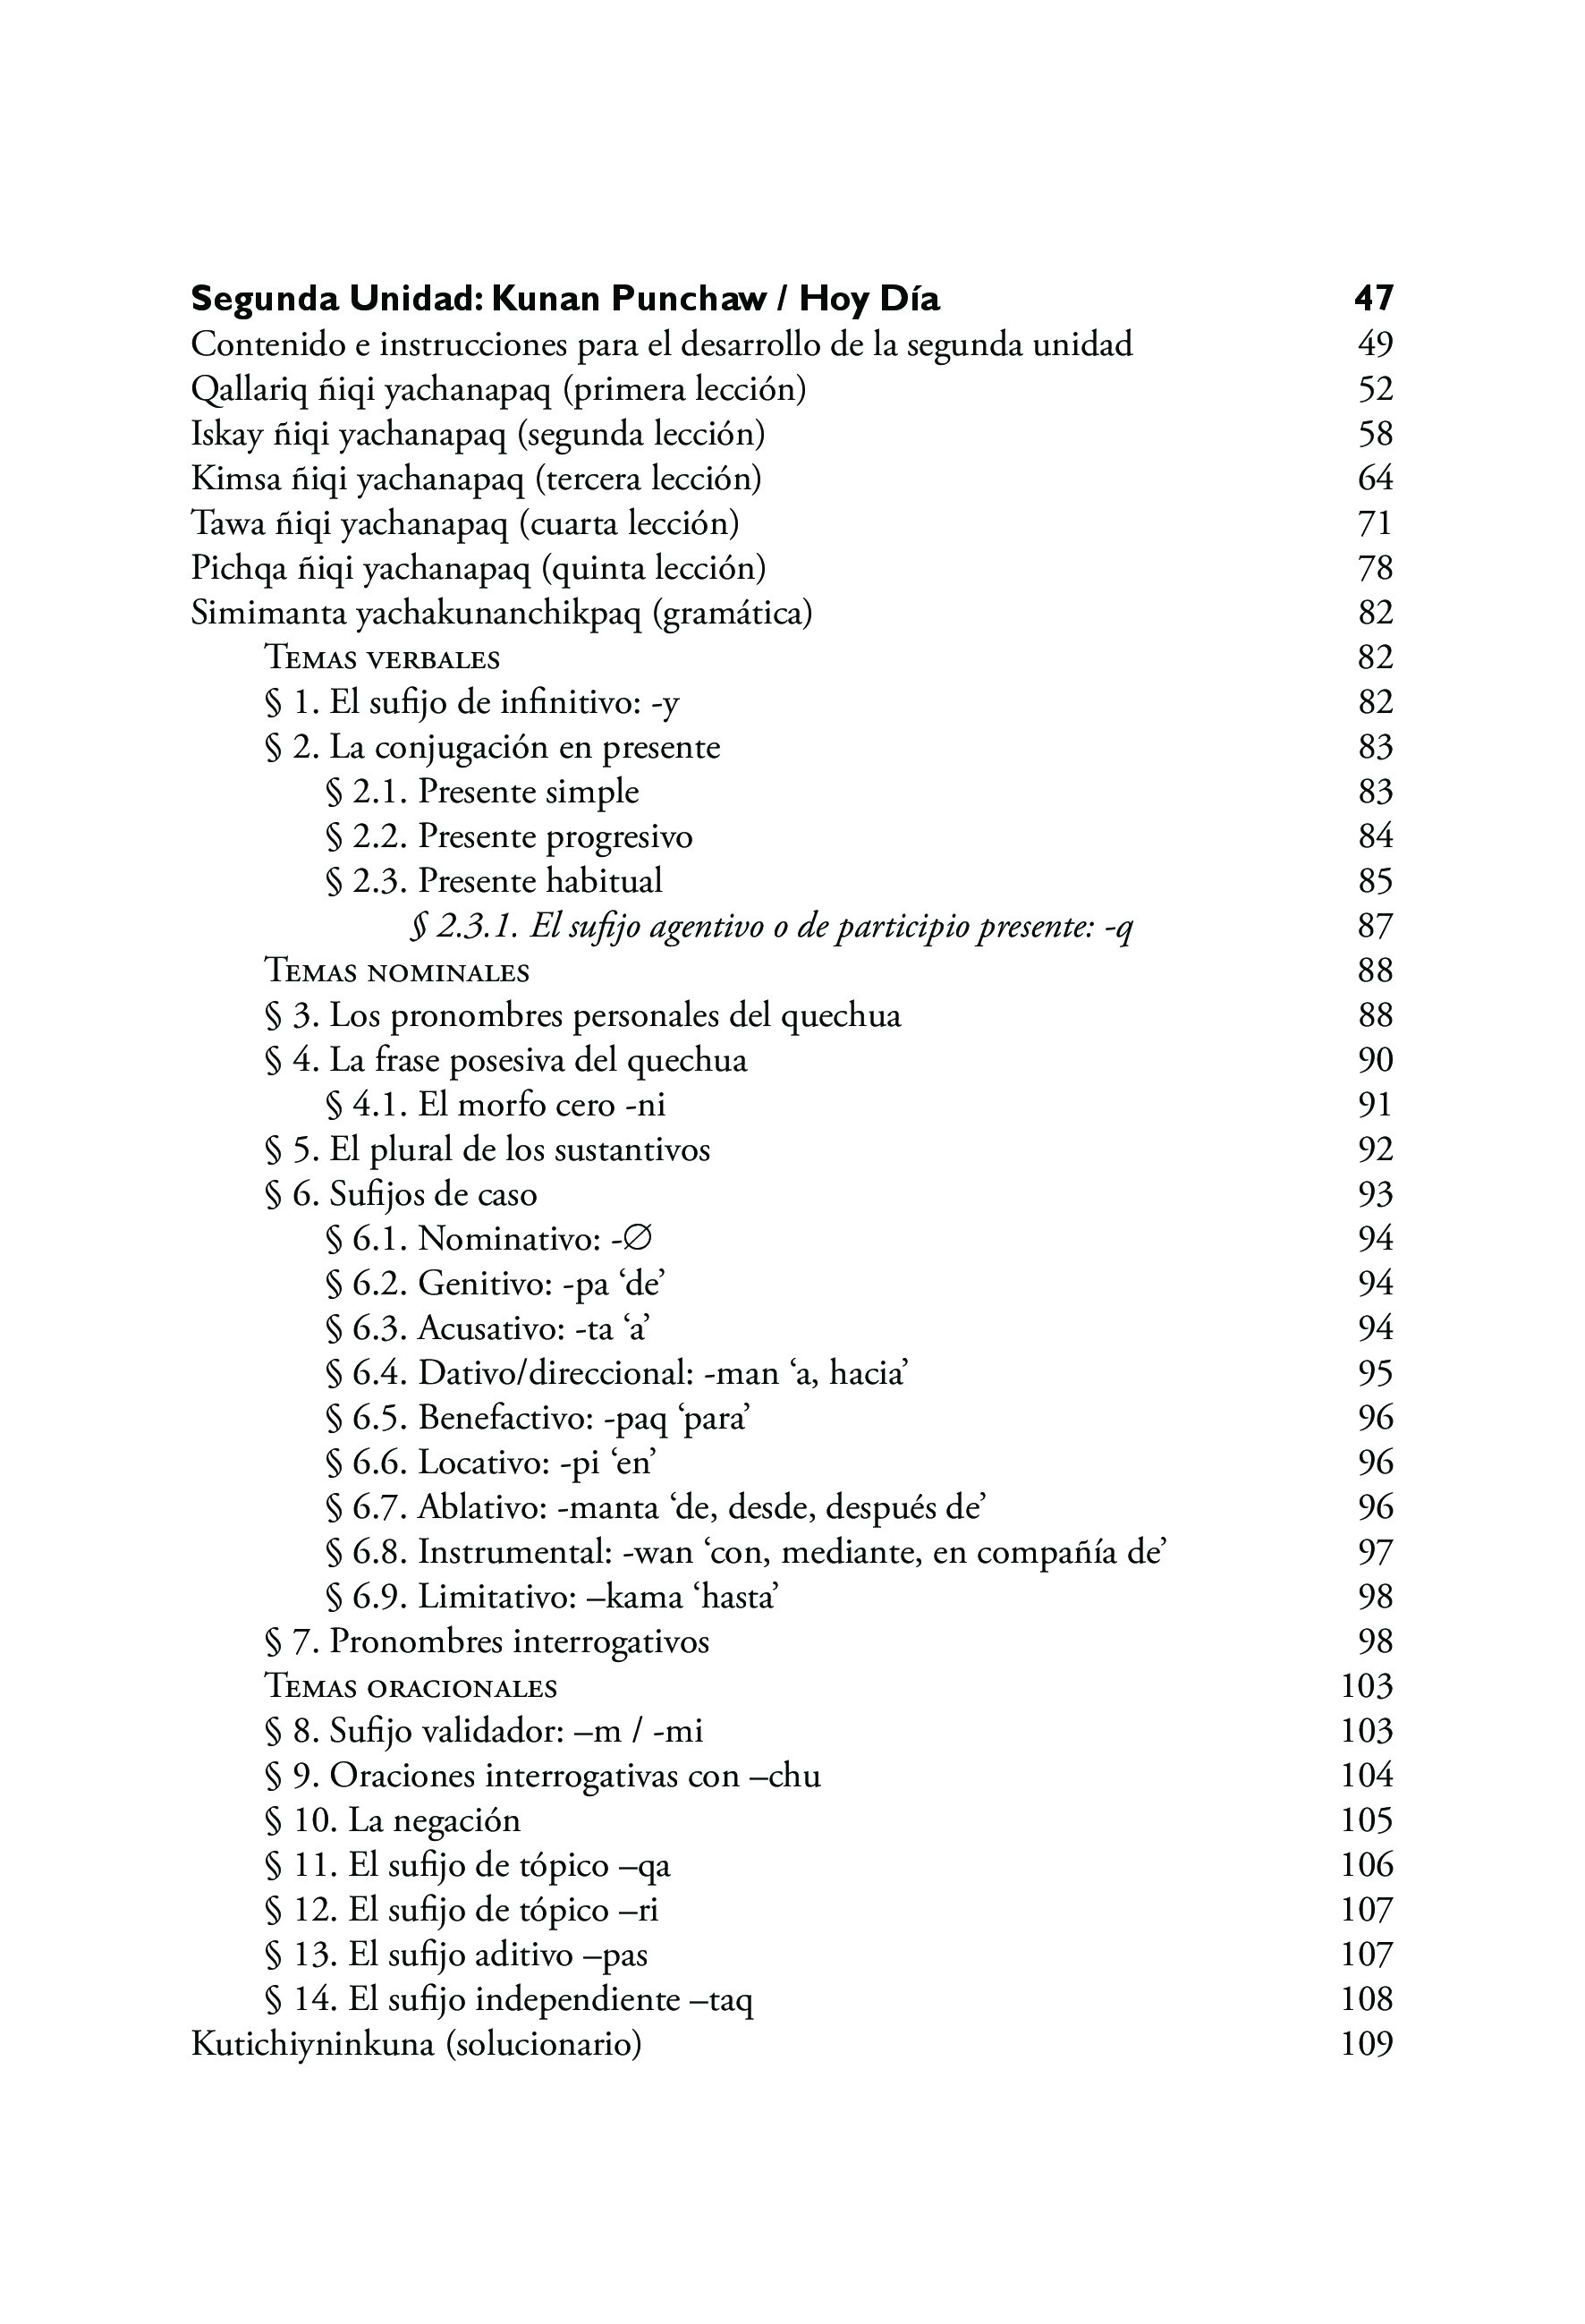 Segunda Unidad: Kunan Punchaw / Hoy Día 47
Contenido e instrucciones para el desarrollo de la segunda unidad 49
Qallariq ñiqi yachanapaq (primera lección) 52
Iskay ñiqi yachanapaq (segunda lección) 58
Kimsa ñiqi yachanapaq (tercera lección) 64
Tawa ñiqi yachanapaq (cuarta lección) 71
Pichqa ñiqi yachanapaq (quinta lección) 78
Simimanta yachakunanchikpaq (gramática) 82
Temas verbales 82
§ 1. El sufijo de infinitivo: -y 82
§ 2. La conjugación en presente 83
§ 2.1. Presente simple 83
§ 2.2. Presente progresivo 84
§ 2.3. Presente habitual 85
§ 2.3.1. El sufijo agentivo o de participio presente: -q 87
Temas nominales 88
§ 3. Los pronombres personales del quechua 88
§ 4. La frase posesiva del quechua 90
§ 4.1. El morfo cero -ni 91
§ 5. El plural de los sustantivos 92
§ 6. Sufijos de caso 93
§ 6.1. Nominativo: -∅ 94
§ 6.2. Genitivo: -pa ‘de’ 94
§ 6.3. Acusativo: -ta ‘a’ 94
§ 6.4. Dativo/direccional: -man ‘a, hacia’ 95
§ 6.5. Benefactivo: -paq ‘para’ 96
§ 6.6. Locativo: -pi ‘en’ 96
§ 6.7. Ablativo: -manta ‘de, desde, después de’ 96
§ 6.8. Instrumental: -wan ‘con, mediante, en compañía de’ 97
§ 6.9. Limitativo: –kama ‘hasta’ 98
§ 7. Pronombres interrogativos 98
Temas oracionales 103
§ 8. Sufijo validador: –m / -mi 103
§ 9. Oraciones interrogativas con –chu 104
§ 10. La negación 105
§ 11. El sufijo de tópico –qa 106
§ 12. El sufijo de tópico –ri 107
§ 13. El sufijo aditivo –pas 107
§ 14. El sufijo independiente –taq 108
Kutichiyninkuna (solucionario) 109